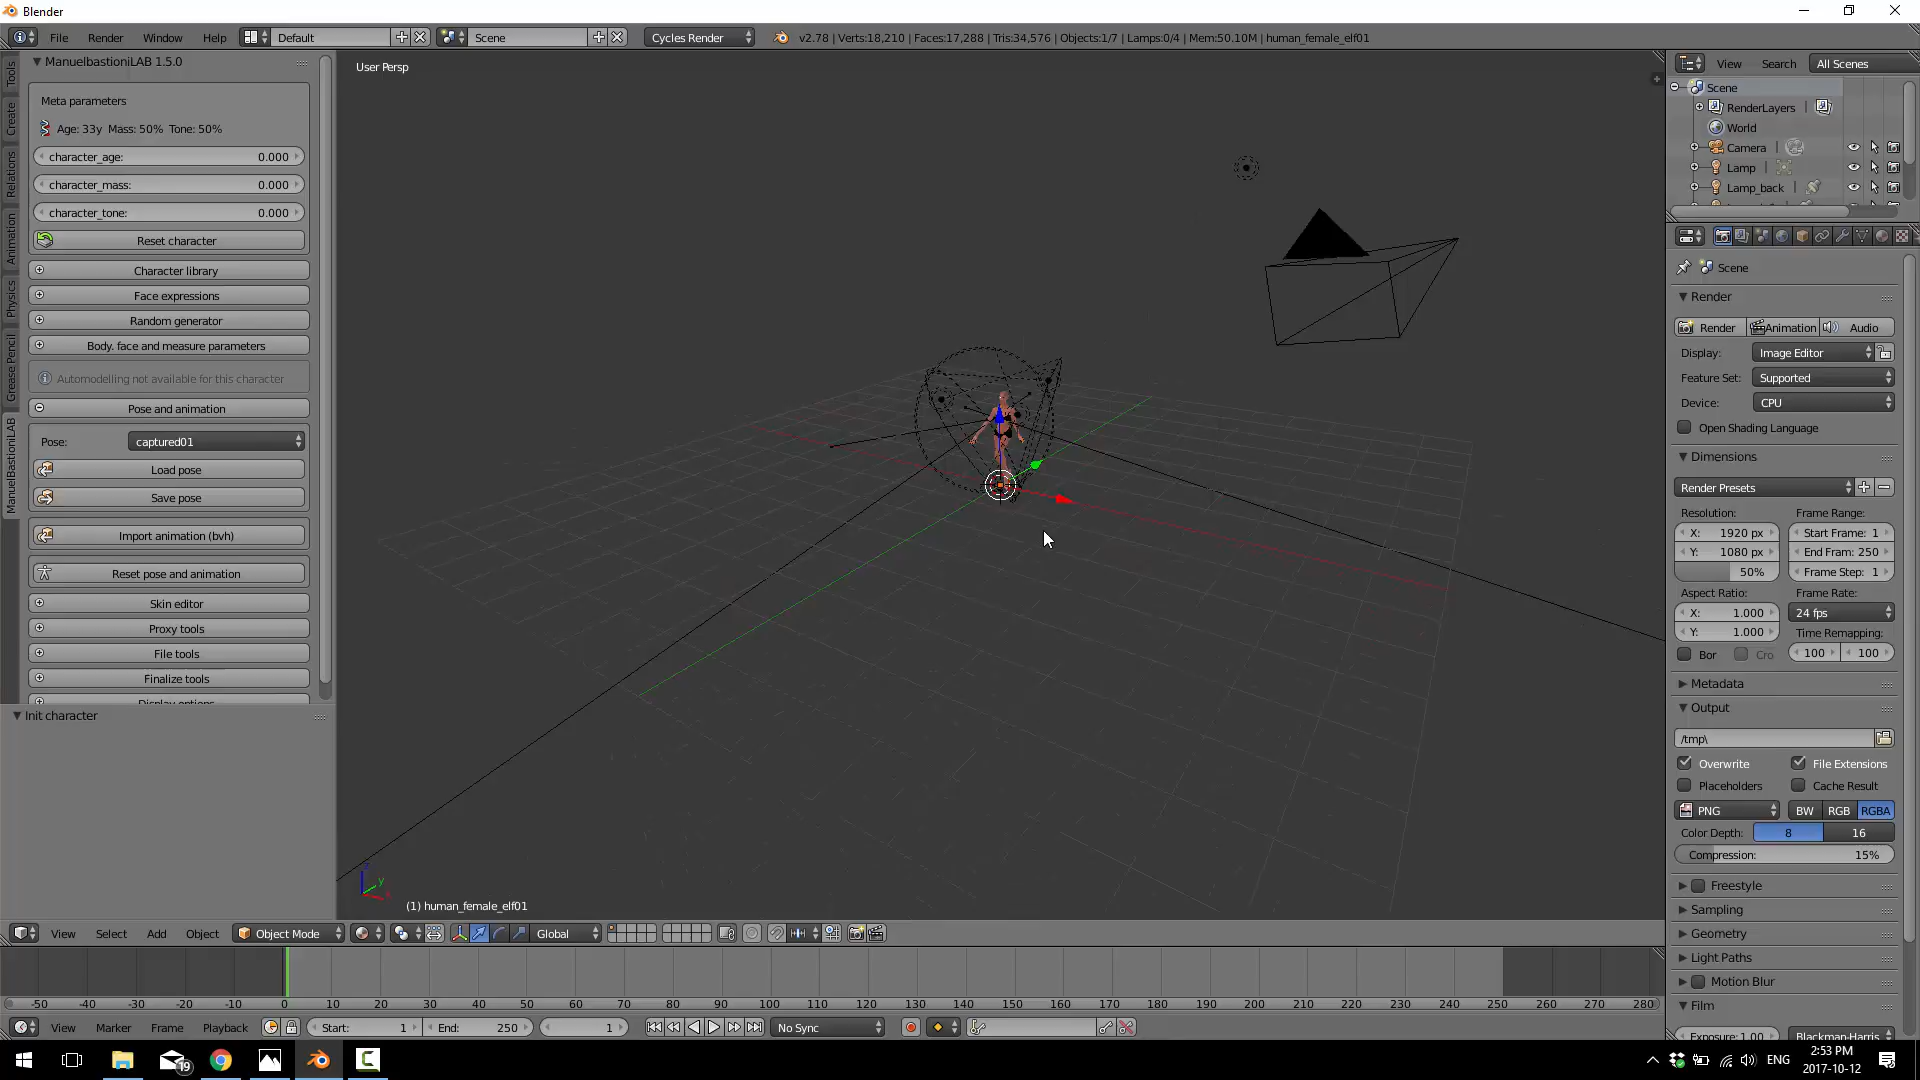 Blender
File Render Window Help Default Scene Cycles Render v2.78 | Verts:18,210 | Faces:17,288 | Tris:34,576 | Objects:1/7 | Lamps:0/4 | Mem:50.10M | human_female_elf01
Tools
Create
Relations
Animation
Physics
Grease Pencil
ManuelBastioniLAB
ManuelbastioniLAB 1.5.0
Meta parameters
Age: 33y Mass: 50% Tone: 50%
character_age: 0.000
character_mass: 0.000
character_tone: 0.000
Reset character
Character library
Face expressions
Random generator
Body. face and measure parameters
Automodelling not available for this character
Pose and animation
Pose: captured01
Load pose
Save pose
Import animation (bvh)
Reset pose and animation
Skin editor
Proxy tools
File tools
Finalize tools
Display options
Init character
User Persp
(1) human_female_elf01
View Select Add Object Object Mode Global
-50 -40 -30 -20 -10 0 10 20 30 40 50 60 70 80 90 100 110 120 130 140 150 160 170 180 190 200 210 220 230 240 250 260 270 280
View Marker Frame Playback Start: 1 End: 250 1 No Sync
View Search All Scenes
Scene
RenderLayers
World
Camera
Lamp
Lamp_back
Scene
Render
Render Animation Audio
Display: Image Editor
Feature Set: Supported
Device: CPU
Open Shading Language
Dimensions
Render Presets
Resolution: Frame Range:
X: 1920 px Start Frame: 1
Y: 1080 px End Fram: 250
50% Frame Step: 1
Aspect Ratio: Frame Rate:
X: 1.000 24 fps
Y: 1.000 Time Remapping:
Bor Cro 100 100
Metadata
Output
/tmp\
Overwrite File Extensions
Placeholders Cache Result
PNG BW RGB RGBA
Color Depth: 8 16
Compression: 15%
Freestyle
Sampling
Geometry
Light Paths
Motion Blur
Film
Exposure: 1.00 Blackman-Harris
19
ENG
2:53 PM
2017-10-12